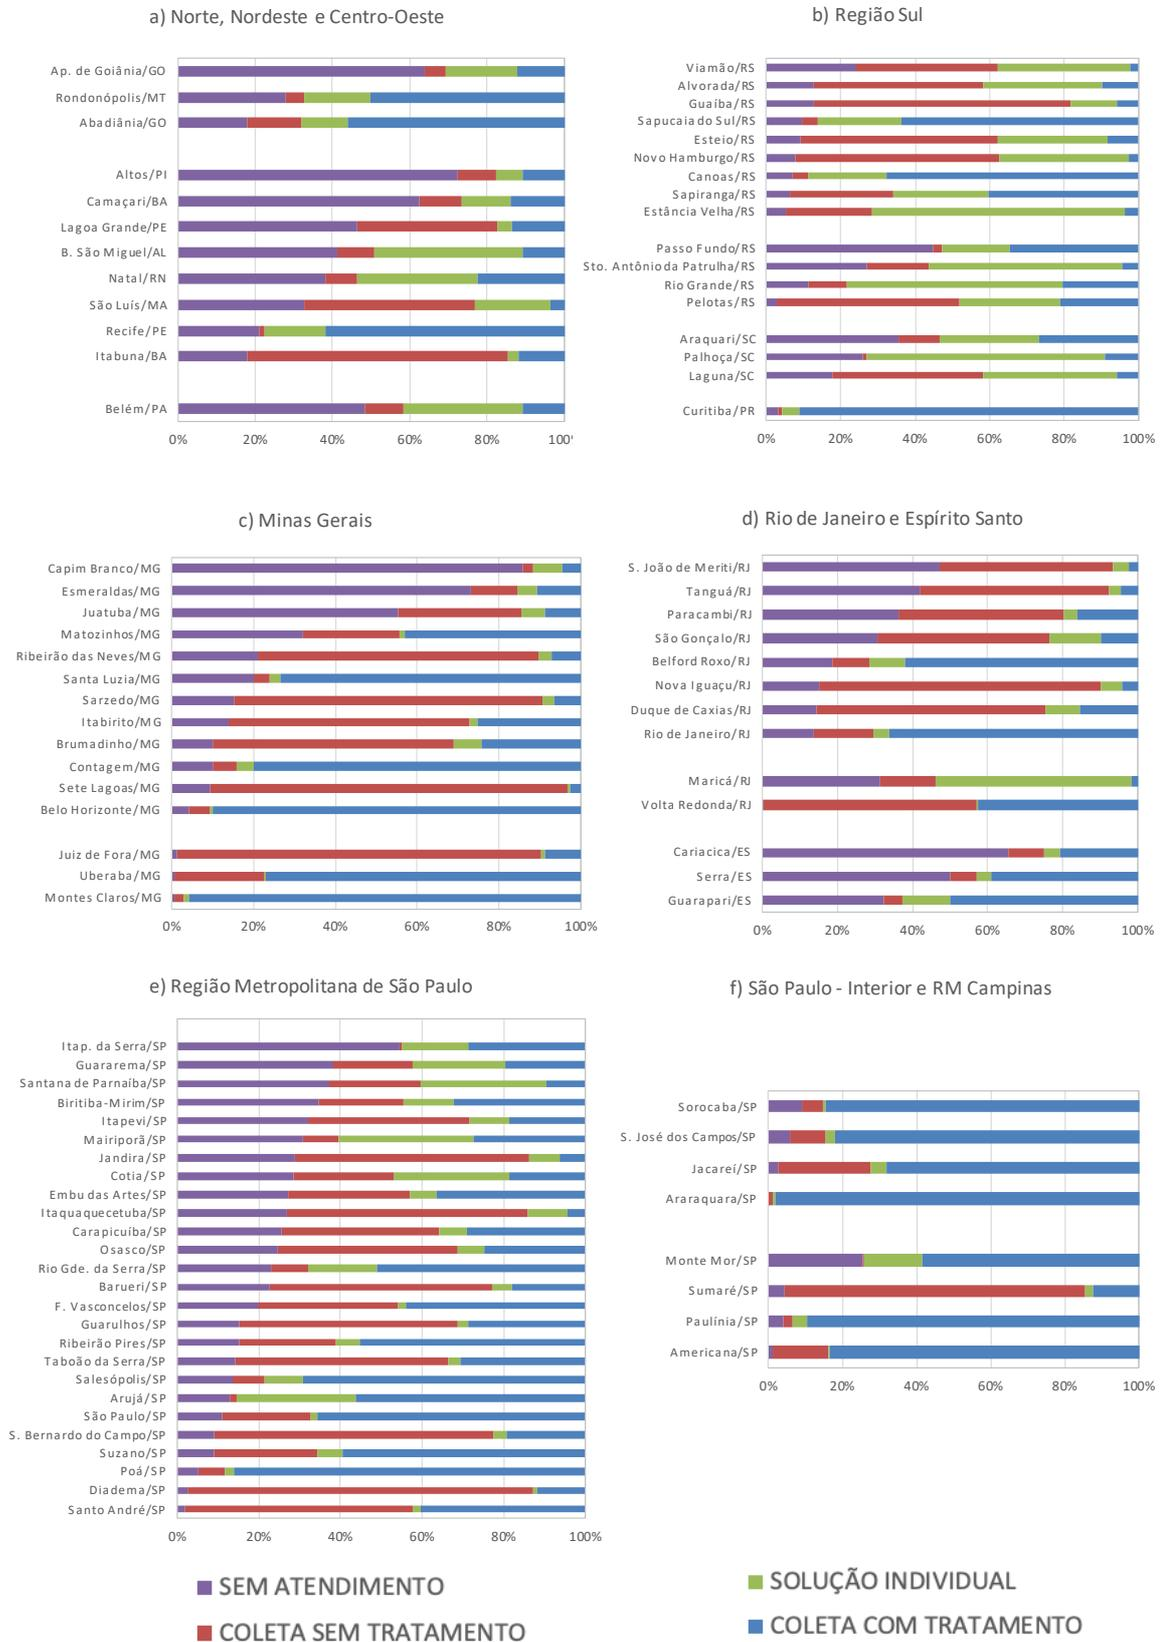 a) Norte, Nordeste e Centro-Oeste
Ap. de Goiânia/GO
Rondonópolis/MT
Abadiânia/GO
Altos/PI
Camaçari/BA
Lagoa Grande/PE
B. São Miguel/AL
Natal/RN
São Luís/MA
Recife/PE
Itabuna/BA
Belém/PA
0% 20% 40% 60% 80% 100%
b) Região Sul
Viamão/RS
Alvorada/RS
Guaíba/RS
Sapucaia do Sul/RS
Esteio/RS
Novo Hamburgo/RS
Canoas/RS
Sapiranga/RS
Estância Velha/RS
Passo Fundo/RS
Sto. Antônio da Patrulha/RS
Rio Grande/RS
Pelotas/RS
Araquari/SC
Palhoça/SC
Laguna/SC
Curitiba/PR
0% 20% 40% 60% 80% 100%
c) Minas Gerais
Capim Branco/MG
Esmeraldas/MG
Juatuba/MG
Matozinhos/MG
Ribeirão das Neves/MG
Santa Luzia/MG
Sarzedo/MG
Itabirito/MG
Brumadinho/MG
Contagem/MG
Sete Lagoas/MG
Belo Horizonte/MG
Juiz de Fora/MG
Uberaba/MG
Montes Claros/MG
0% 20% 40% 60% 80% 100%
d) Rio de Janeiro e Espírito Santo
S. João de Meriti/RJ
Tanguá/RJ
Paracambi/RJ
São Gonçalo/RJ
Belford Roxo/RJ
Nova Iguaçu/RJ
Duque de Caxias/RJ
Rio de Janeiro/RJ
Maricá/RJ
Volta Redonda/RJ
Cariacica/ES
Serra/ES
Guarapari/ES
0% 20% 40% 60% 80% 100%
e) Região Metropolitana de São Paulo
Itap. da Serra/SP
Guararema/SP
Santana de Parnaíba/SP
Biritiba-Mirim/SP
Itapevi/SP
Mairiporã/SP
Jandira/SP
Cotia/SP
Embu das Artes/SP
Itaquaquecetuba/SP
Carapicuíba/SP
Osasco/SP
Rio Gde. da Serra/SP
Barueri/SP
F. Vasconcelos/SP
Guarulhos/SP
Ribeirão Pires/SP
Taboão da Serra/SP
Salesópolis/SP
Arujá/SP
São Paulo/SP
S. Bernardo do Campo/SP
Suzano/SP
Poá/SP
Diadema/SP
Santo André/SP
0% 20% 40% 60% 80% 100%
f) São Paulo - Interior e RM Campinas
Sorocaba/SP
S. José dos Campos/SP
Jacareí/SP
Araraquara/SP
Monte Mor/SP
Sumaré/SP
Paulínia/SP
Americana/SP
0% 20% 40% 60% 80% 100%
SEM ATENDIMENTO
COLETA SEM TRATAMENTO
SOLUÇÃO INDIVIDUAL
COLETA COM TRATAMENTO